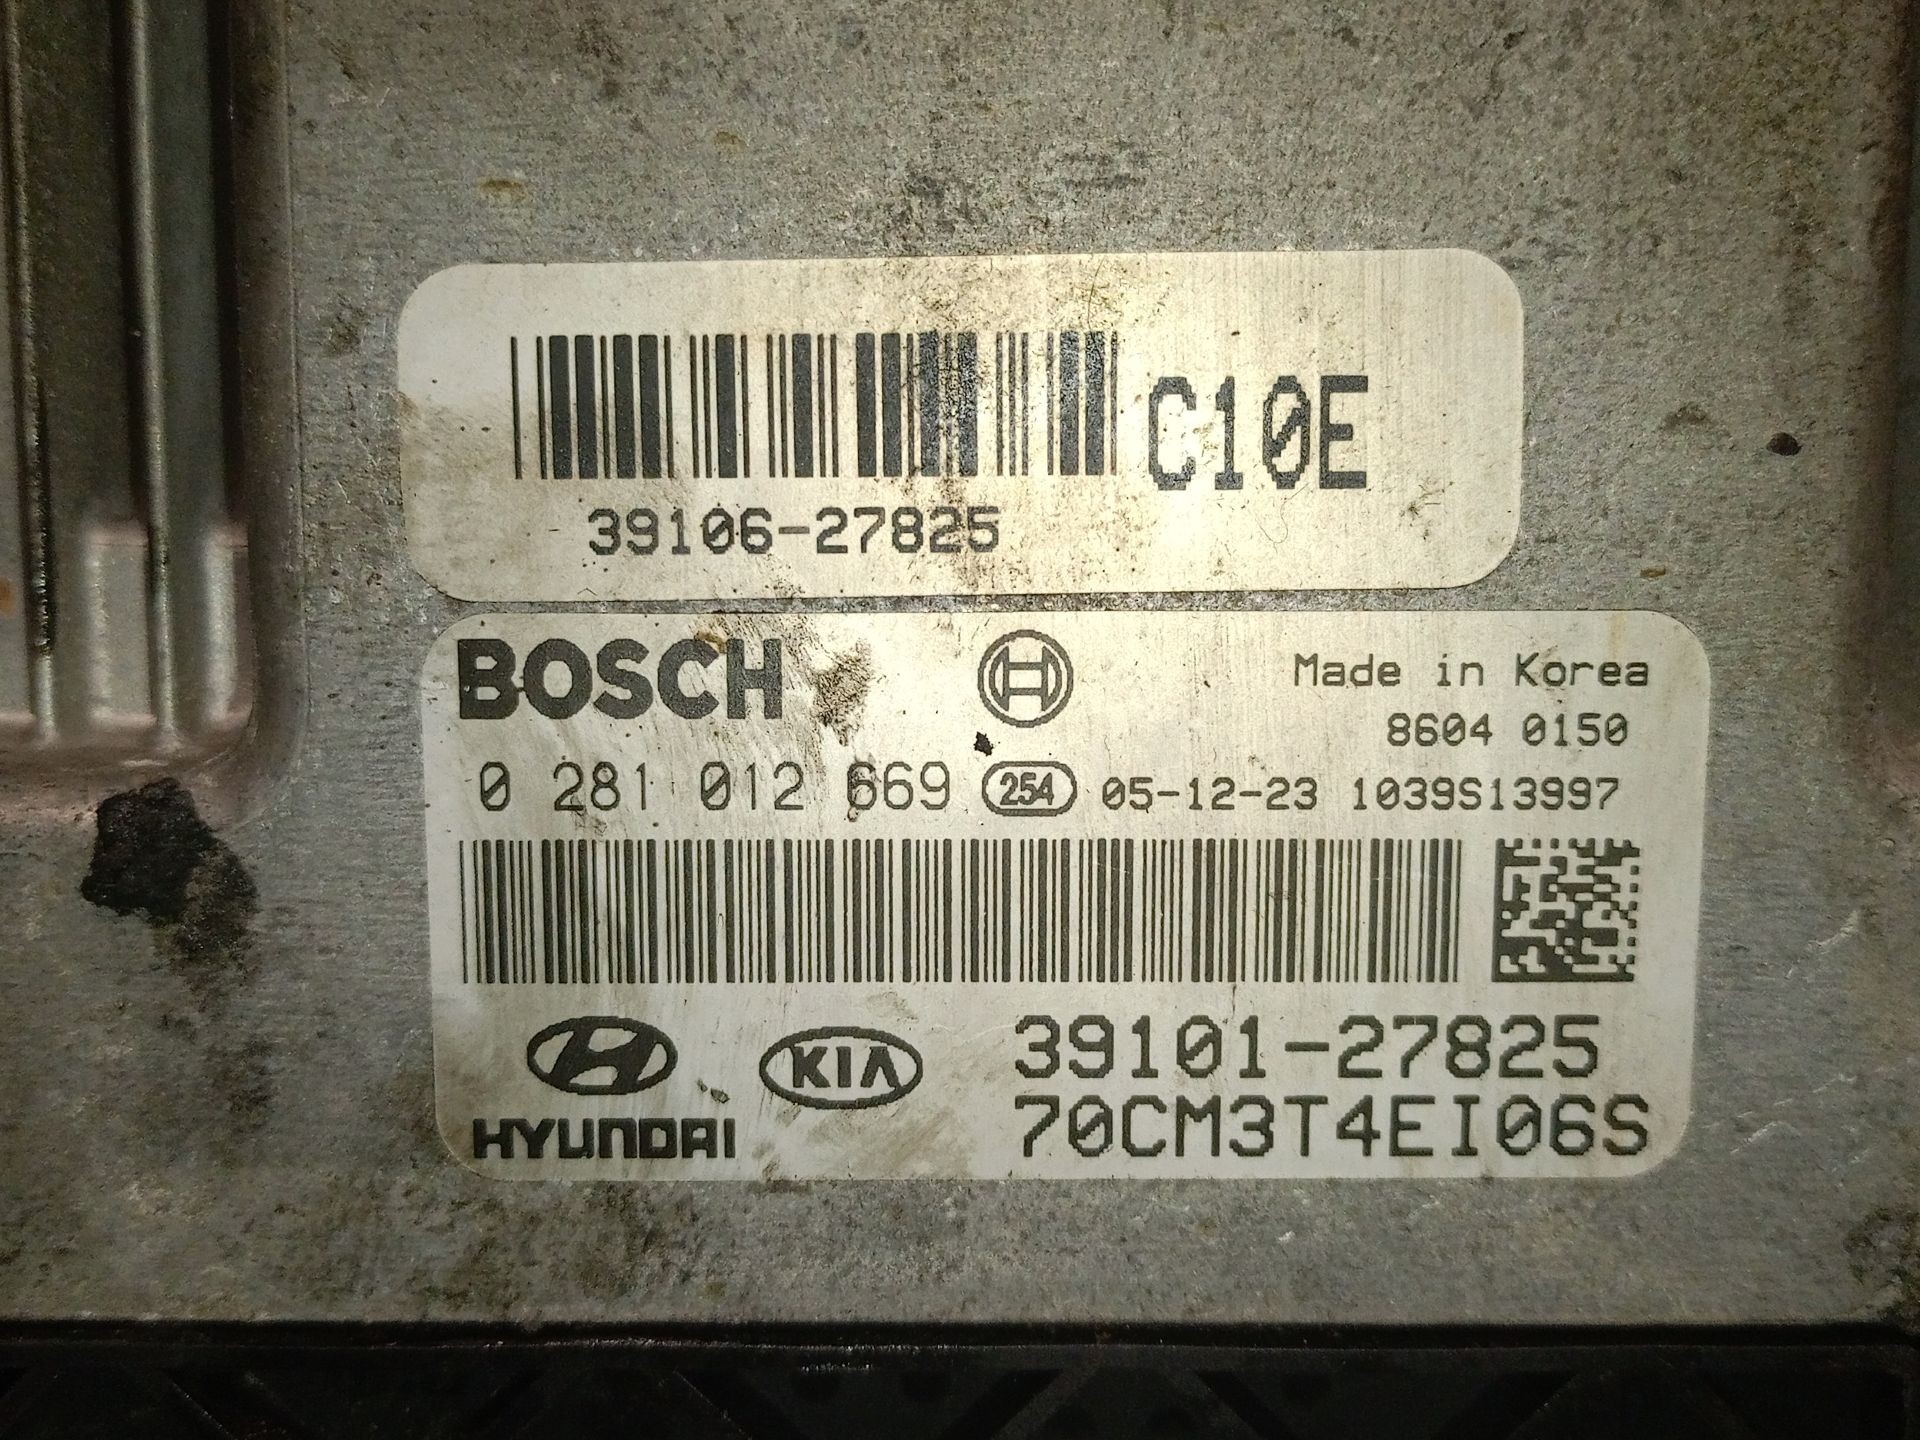 C10E
39106-27825
BOSCH
Made in Korea
8604 0150
0 281 012 669 254 05-12-23 1039S13997
HYUNDAI KIA 39101-27825
70CM3T4EI06S